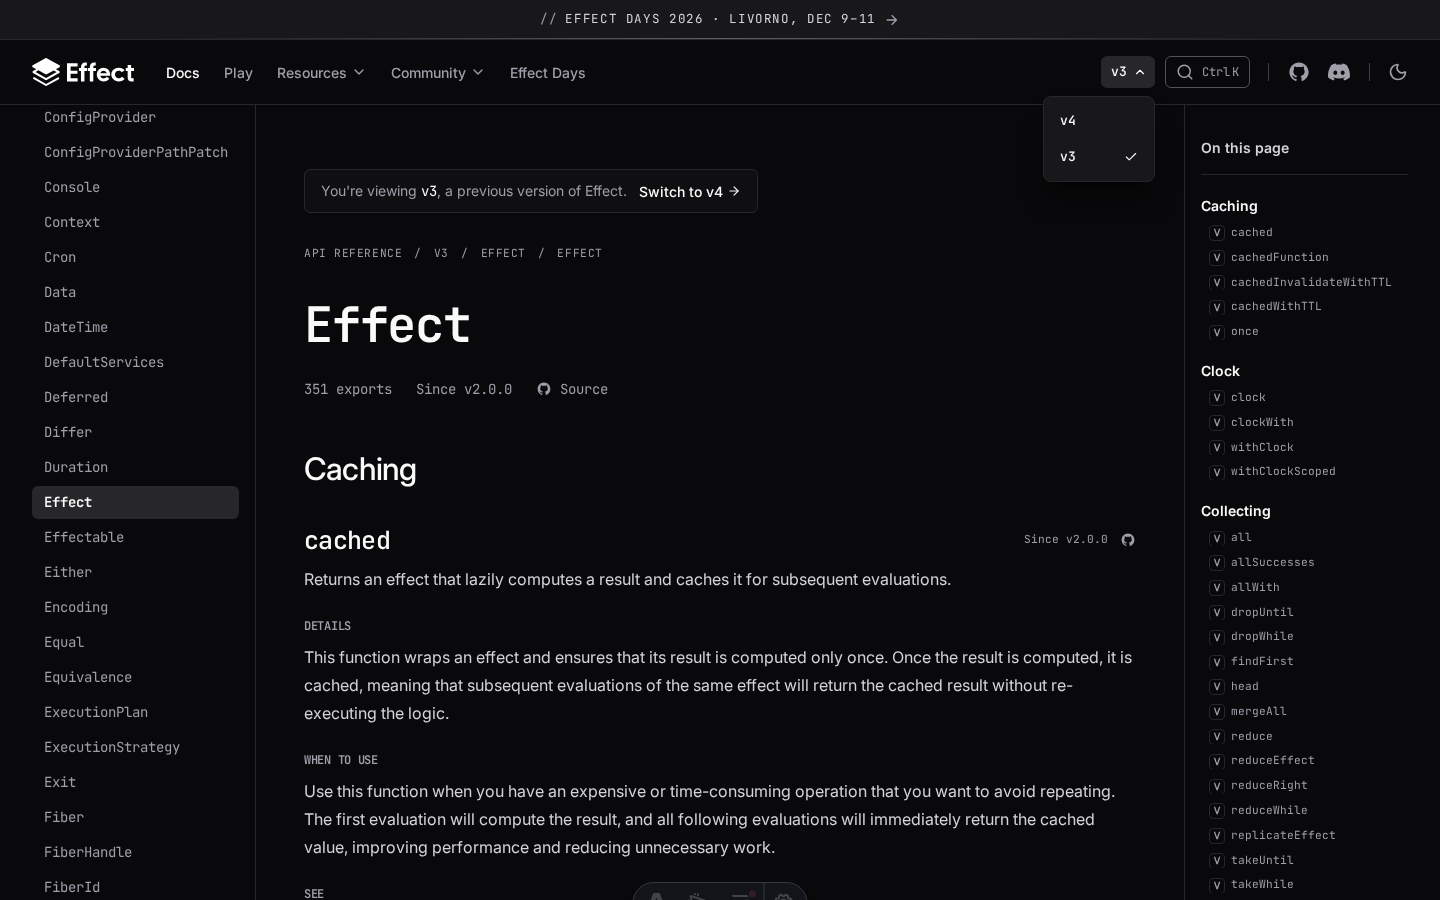 // EFFECT DAYS 2026 · LIVORNO, DEC 9–11
Effect
Docs
Play
Resources
Community
Effect Days
v3
Ctrl K
v4
v3
ConfigProvider
ConfigProviderPathPatch
Console
Context
Cron
Data
DateTime
DefaultServices
Deferred
Differ
Duration
Effect
Effectable
Either
Encoding
Equal
Equivalence
ExecutionPlan
ExecutionStrategy
Exit
Fiber
FiberHandle
FiberId
You're viewing v3, a previous version of Effect. Switch to v4
API REFERENCE / V3 / EFFECT / EFFECT
Effect
351 exports Since v2.0.0 Source
Caching
cached
Since v2.0.0
Returns an effect that lazily computes a result and caches it for subsequent evaluations.
DETAILS
This function wraps an effect and ensures that its result is computed only once. Once the result is computed, it is
cached, meaning that subsequent evaluations of the same effect will return the cached result without re-
executing the logic.
WHEN TO USE
Use this function when you have an expensive or time-consuming operation that you want to avoid repeating.
The first evaluation will compute the result, and all following evaluations will immediately return the cached
value, improving performance and reducing unnecessary work.
SEE
On this page
Caching
V cached
V cachedFunction
V cachedInvalidateWithTTL
V cachedWithTTL
V once
Clock
V clock
V clockWith
V withClock
V withClockScoped
Collecting
V all
V allSuccesses
V allWith
V dropUntil
V dropWhile
V findFirst
V head
V mergeAll
V reduce
V reduceEffect
V reduceRight
V reduceWhile
V replicateEffect
V takeUntil
V takeWhile